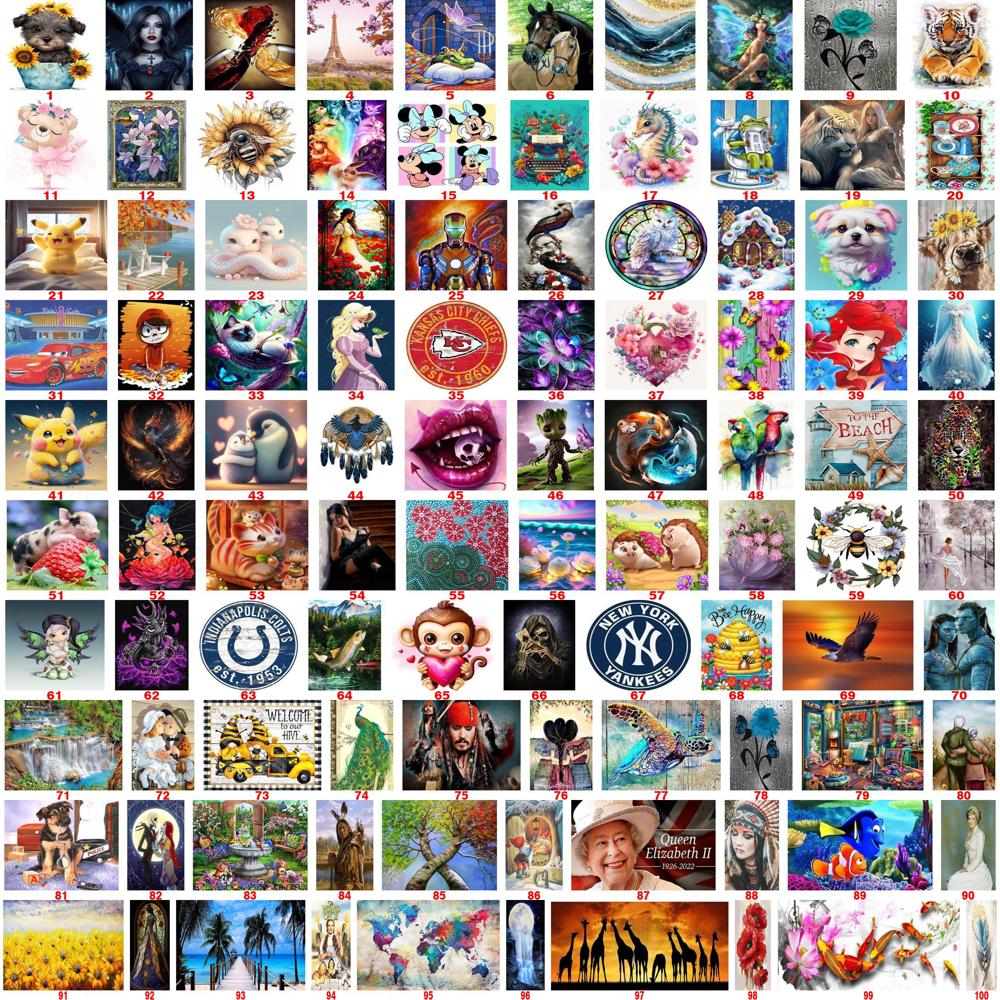 1 2 3 4 5 6 7 8 9 10
11 12 13 14 15 16 17 18 19 20
21 22 23 24 25 26 27 28 29 30
KANSAS CITY CHIEFS
KC
est. 1960
31 32 33 34 35 36 37 38 39 40
TO THE
BEACH
41 42 43 44 45 46 47 48 49 50
51 52 53 54 55 56 57 58 59 60
INDIANAPOLIS COLTS
est. 1953
NEW YORK
NY
YANKEES
Bee Happy
61 62 63 64 65 66 67 68 69 70
WELCOME
to our
HIVE
71 72 73 74 75 76 77 78 79 80
Queen
Elizabeth II
1926-2022
81 82 83 84 85 86 87 88 89 90
91 92 93 94 95 96 97 98 99 100